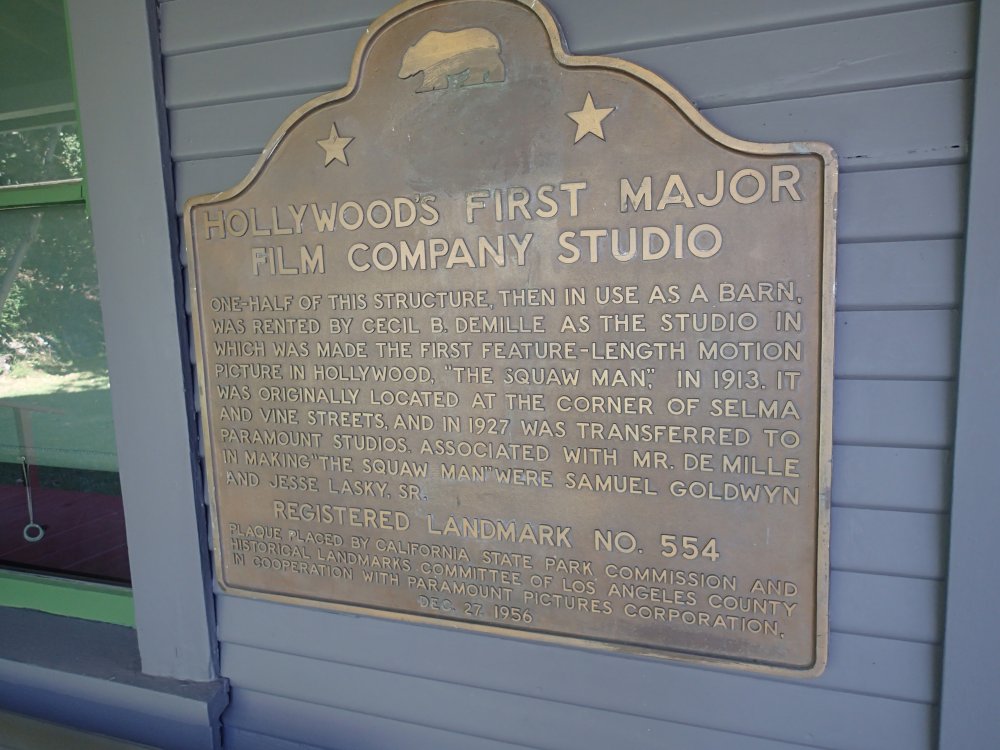 HOLLYWOOD'S FIRST MAJOR
FILM COMPANY STUDIO
ONE-HALF OF THIS STRUCTURE, THEN IN USE AS A BARN,
WAS RENTED BY CECIL B. DEMILLE AS THE STUDIO IN
WHICH WAS MADE THE FIRST FEATURE-LENGTH MOTION
PICTURE IN HOLLYWOOD, "THE SQUAW MAN", IN 1913. IT
WAS ORIGINALLY LOCATED AT THE CORNER OF SELMA
AND VINE STREETS, AND IN 1927 WAS TRANSFERRED TO
PARAMOUNT STUDIOS. ASSOCIATED WITH MR. DE MILLE
IN MAKING "THE SQUAW MAN" WERE SAMUEL GOLDWYN
AND JESSE LASKY, SR.
REGISTERED LANDMARK NO. 554
PLAQUE PLACED BY CALIFORNIA STATE PARK COMMISSION AND
HISTORICAL LANDMARKS COMMITTEE OF LOS ANGELES COUNTY
IN COOPERATION WITH PARAMOUNT PICTURES CORPORATION,
DEC. 27, 1956